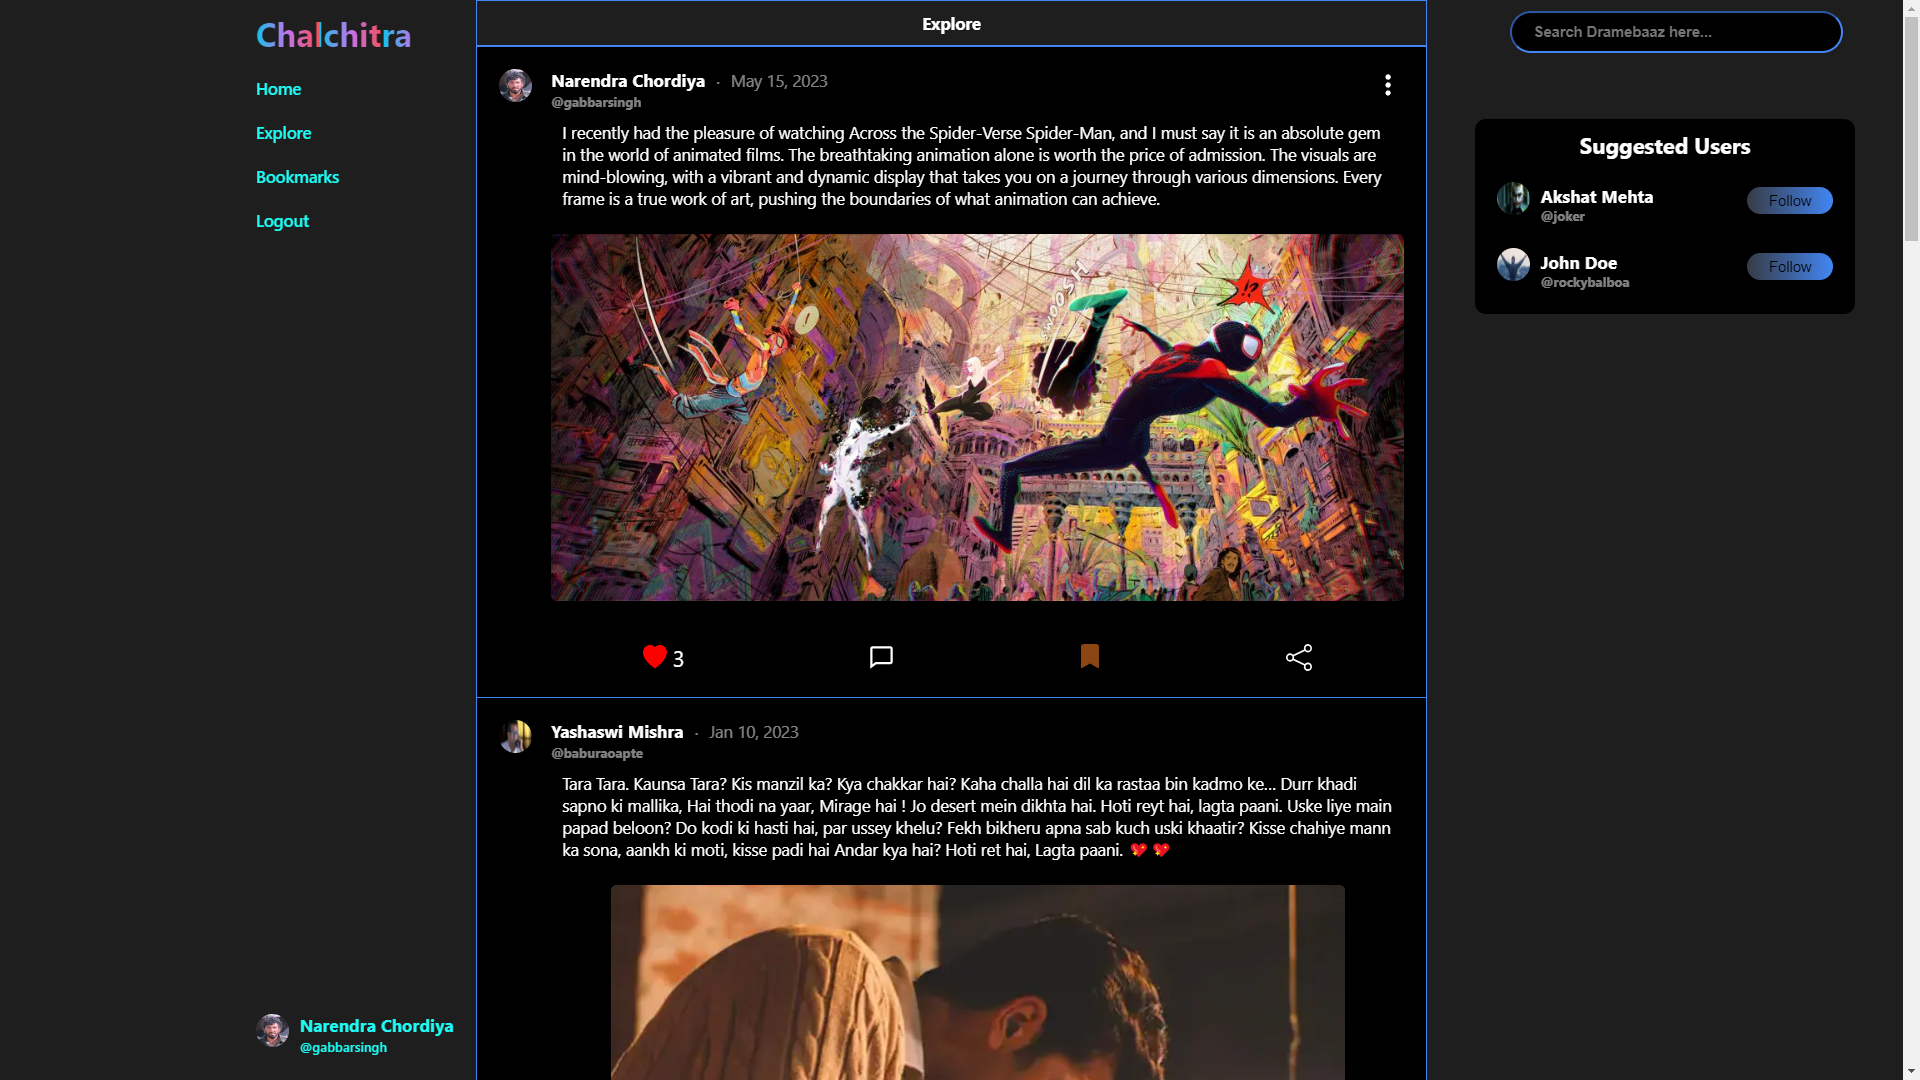 Chalchitra
Home
Explore
Bookmarks
Logout
Narendra Chordiya
@gabbarsingh
Explore
Narendra Chordiya · May 15, 2023
@gabbarsingh
I recently had the pleasure of watching Across the Spider-Verse Spider-Man, and I must say it is an absolute gem
in the world of animated films. The breathtaking animation alone is worth the price of admission. The visuals are
mind-blowing, with a vibrant and dynamic display that takes you on a journey through various dimensions. Every
frame is a true work of art, pushing the boundaries of what animation can achieve.
SWOOSH
!?
3
Yashaswi Mishra · Jan 10, 2023
@baburaoapte
Tara Tara. Kaunsa Tara? Kis manzil ka? Kya chakkar hai? Kaha challa hai dil ka rastaa bin kadmo ke... Durr khadi
sapno ki mallika, Hai thodi na yaar, Mirage hai ! Jo desert mein dikhta hai. Hoti reyt hai, lagta paani. Uske liye main
papad beloon? Do kodi ki hasti hai, par ussey khelu? Fekh bikheru apna sab kuch uski khaatir? Kisse chahiye mann
ka sona, aankh ki moti, kisse padi hai Andar kya hai? Hoti ret hai, Lagta paani. 💖 💖
Search Dramebaaz here...
Suggested Users
Akshat Mehta
@joker
Follow
John Doe
@rockybalboa
Follow